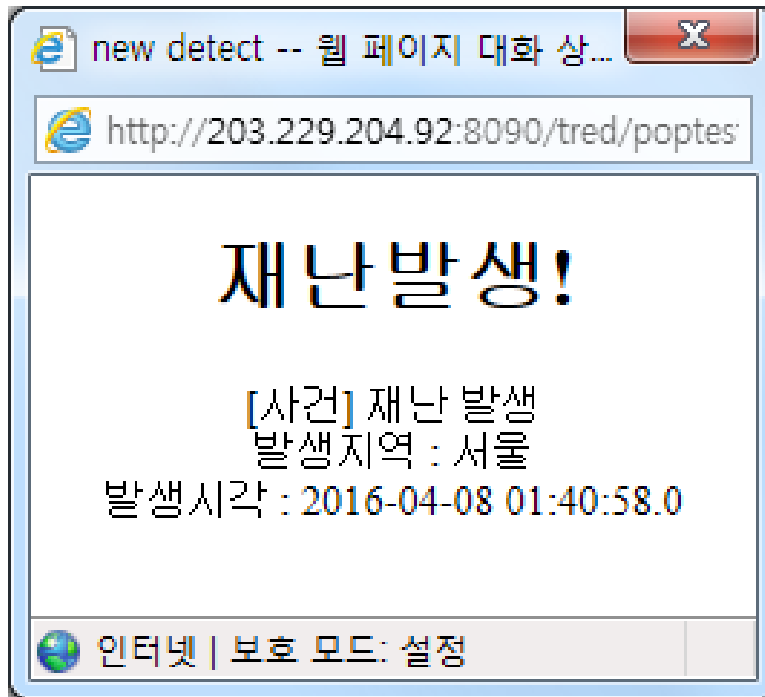 new detect -- 웹 페이지 대화 상...
http://203.229.204.92:8090/tred/poptes
재난발생!
[사건] 재난 발생
발생지역 : 서울
발생시각 : 2016-04-08 01:40:58.0
인터넷 | 보호 모드: 설정